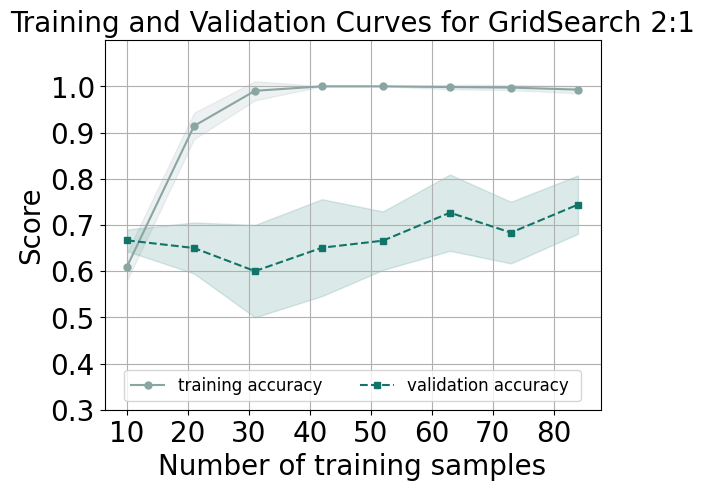 Training and Validation Curves for GridSearch 2:1
Score
1.0
0.9
0.8
0.7
0.6
0.5
0.4
0.3
training accuracy
validation accuracy
10 20 30 40 50 60 70 80
Number of training samples